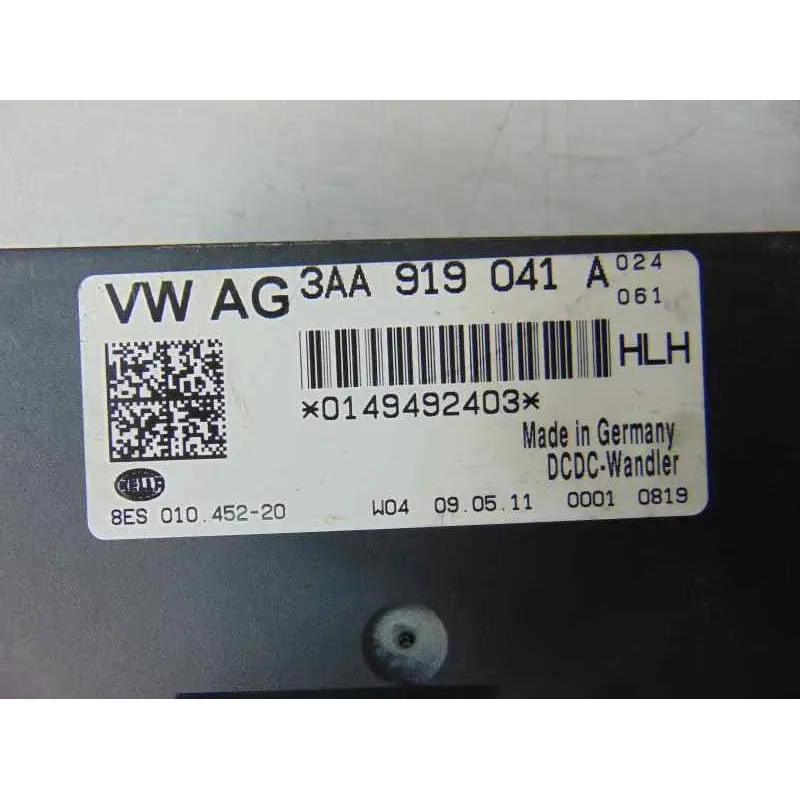 VW AG 3AA 919 041 A 024
061
HLH
*0149492403*
Made in Germany
DCDC-Wandler
HELLA
8ES 010.452-20 W04 09.05.11 0001 0819